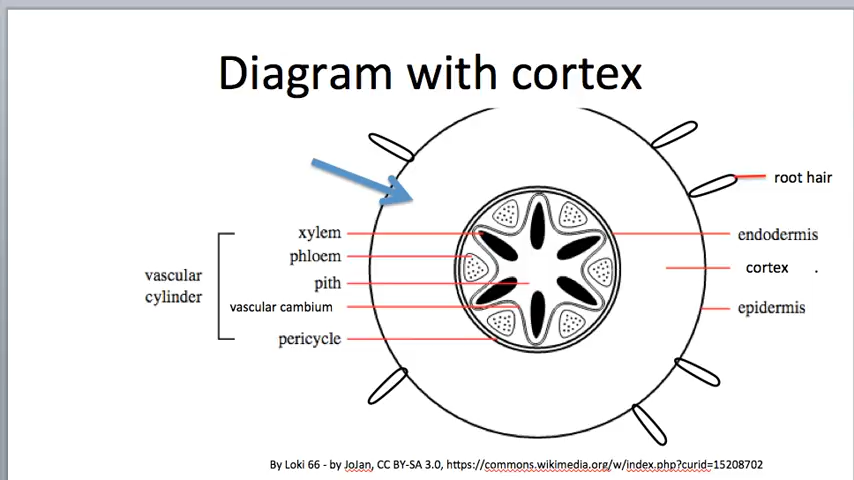 Diagram with cortex
root hair
xylem
endodermis
phloem
cortex .
vascular
cylinder
pith
vascular cambium
epidermis
pericycle
By Loki 66 - by JoJan, CC BY-SA 3.0, https://commons.wikimedia.org/w/index.php?curid=15208702